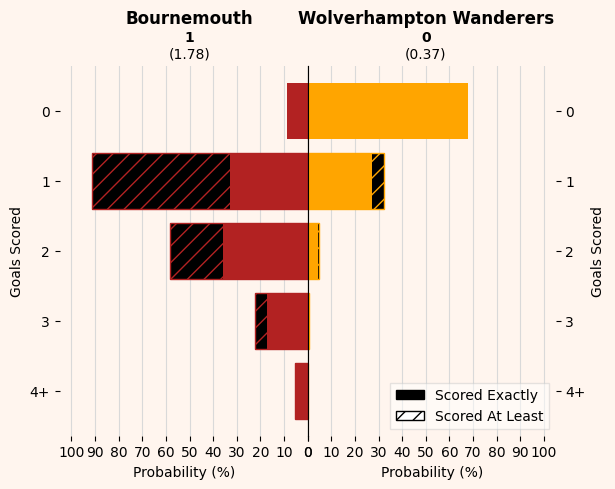 Bournemouth Wolverhampton Wanderers
1 0
(1.78) (0.37)
0 0
1 1
2 2
3 3
4+ 4+
Goals Scored
Goals Scored
Scored Exactly
Scored At Least
100 90 80 70 60 50 40 30 20 10 0 0 10 20 30 40 50 60 70 80 90 100
Probability (%) Probability (%)